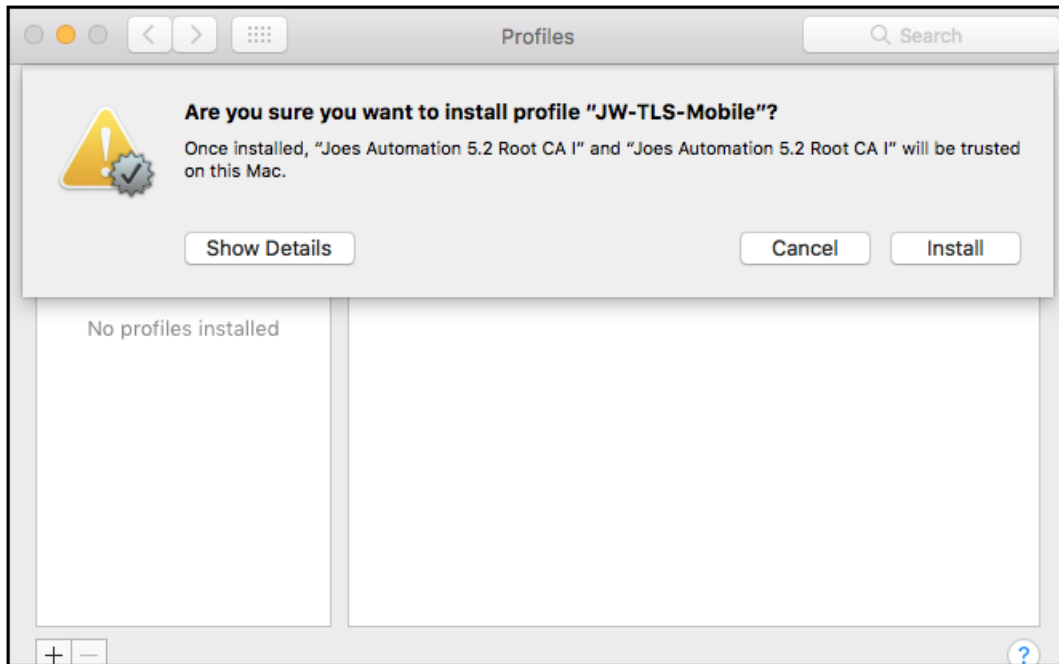 Profiles
Search
Are you sure you want to install profile “JW-TLS-Mobile”?
Once installed, “Joes Automation 5.2 Root CA I” and “Joes Automation 5.2 Root CA I” will be trusted
on this Mac.
Show Details
Cancel
Install
No profiles installed
+
−
?